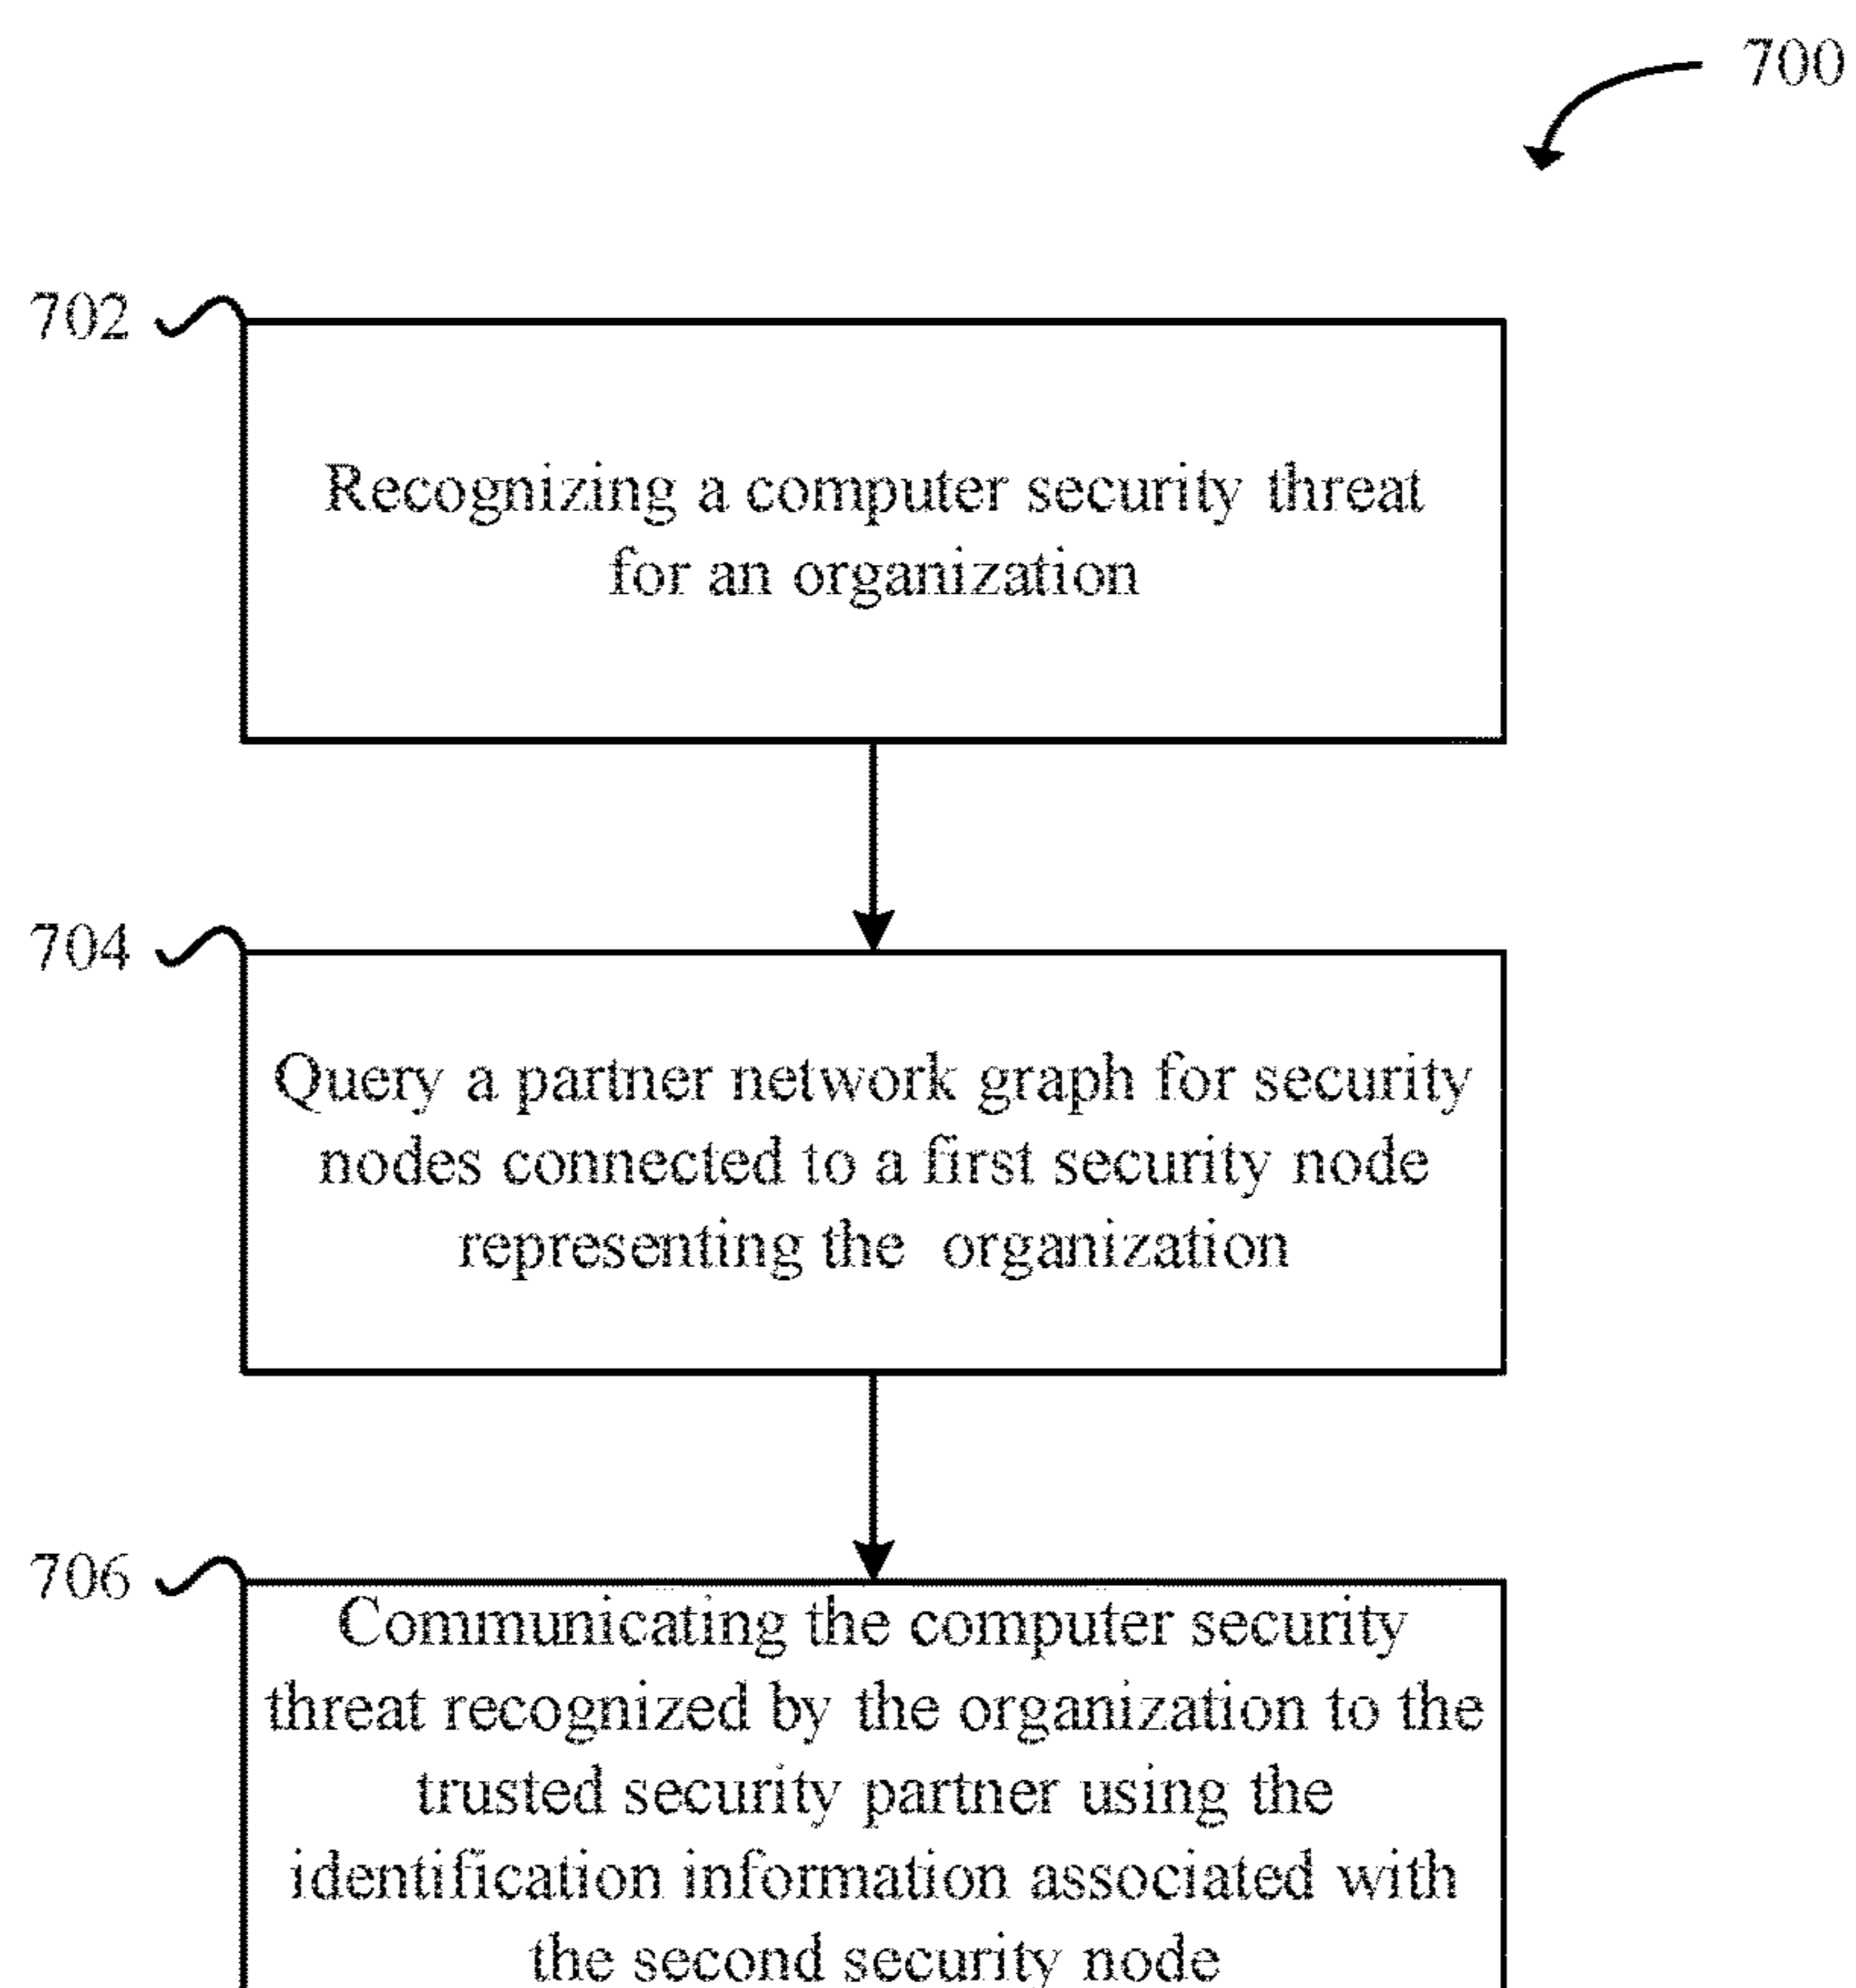 700
702
Recognizing a computer security threat
for an organization
704
Query a partner network graph for security
nodes connected to a first security node
representing the organization
706
Communicating the computer security
threat recognized by the organization to the
trusted security partner using the
identification information associated with
the second security node